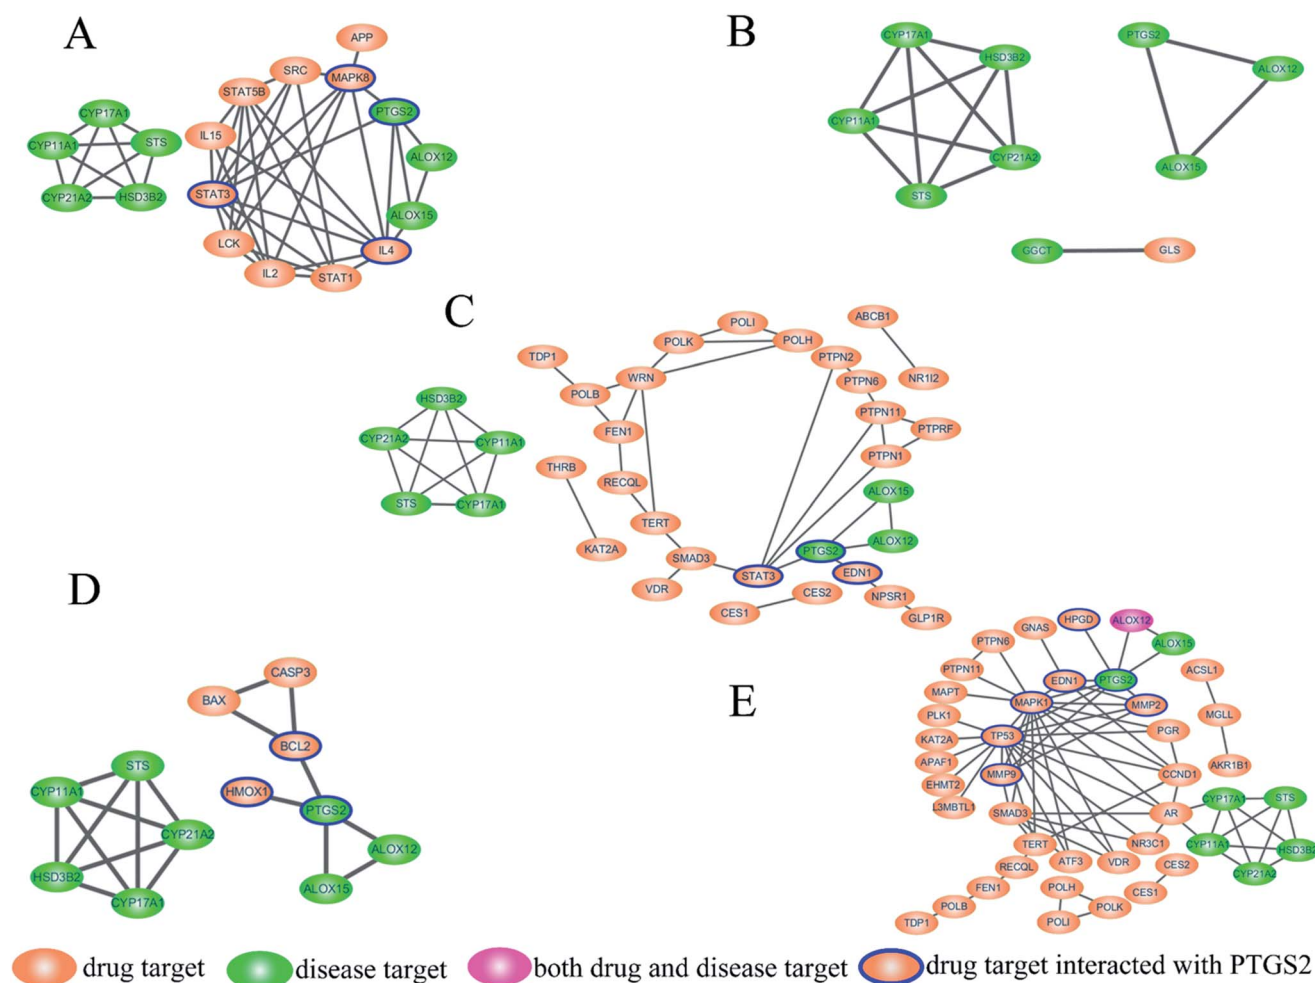 A
APP
SRC
MAPK8
STAT5B
PTGS2
CYP17A1
IL15
STS
CYP11A1
ALOX12
CYP21A2
HSD3B2
STAT3
ALOX15
LCK
IL4
IL2
STAT1
B
CYP17A1
HSD3B2
CYP11A1
CYP21A2
STS
PTGS2
ALOX12
ALOX15
GGCT
GLS
C
POLI
ABCB1
POLK
POLH
TDP1
PTPN2
WRN
PTPN6
NR1I2
POLB
HSD3B2
PTPN11
FEN1
PTPRF
CYP21A2
CYP11A1
PTPN1
THRB
RECQL
ALOX15
STS
CYP17A1
TERT
ALOX12
KAT2A
PTGS2
SMAD3
STAT3
EDN1
VDR
CES2
NPSR1
CES1
GLP1R
D
CASP3
BAX
BCL2
STS
CYP11A1
HMOX1
PTGS2
CYP21A2
ALOX12
HSD3B2
ALOX15
CYP17A1
E
HPGD
ALOX12
GNAS
PTPN6
ALOX15
PTPN11
EDN1
PTGS2
ACSL1
MAPT
MAPK1
MMP2
PLK1
MGLL
KAT2A
TP53
PGR
APAF1
AKR1B1
MMP9
CCND1
EHMT2
L3MBTL1
SMAD3
AR
CYP17A1
STS
TERT
NR3C1
CYP11A1
HSD3B2
RECQL
ATF3
VDR
CES2
CYP21A2
FEN1
POLH
CES1
POLB
POLK
TDP1
POLI
drug target
disease target
both drug and disease target
drug target interacted with PTGS2